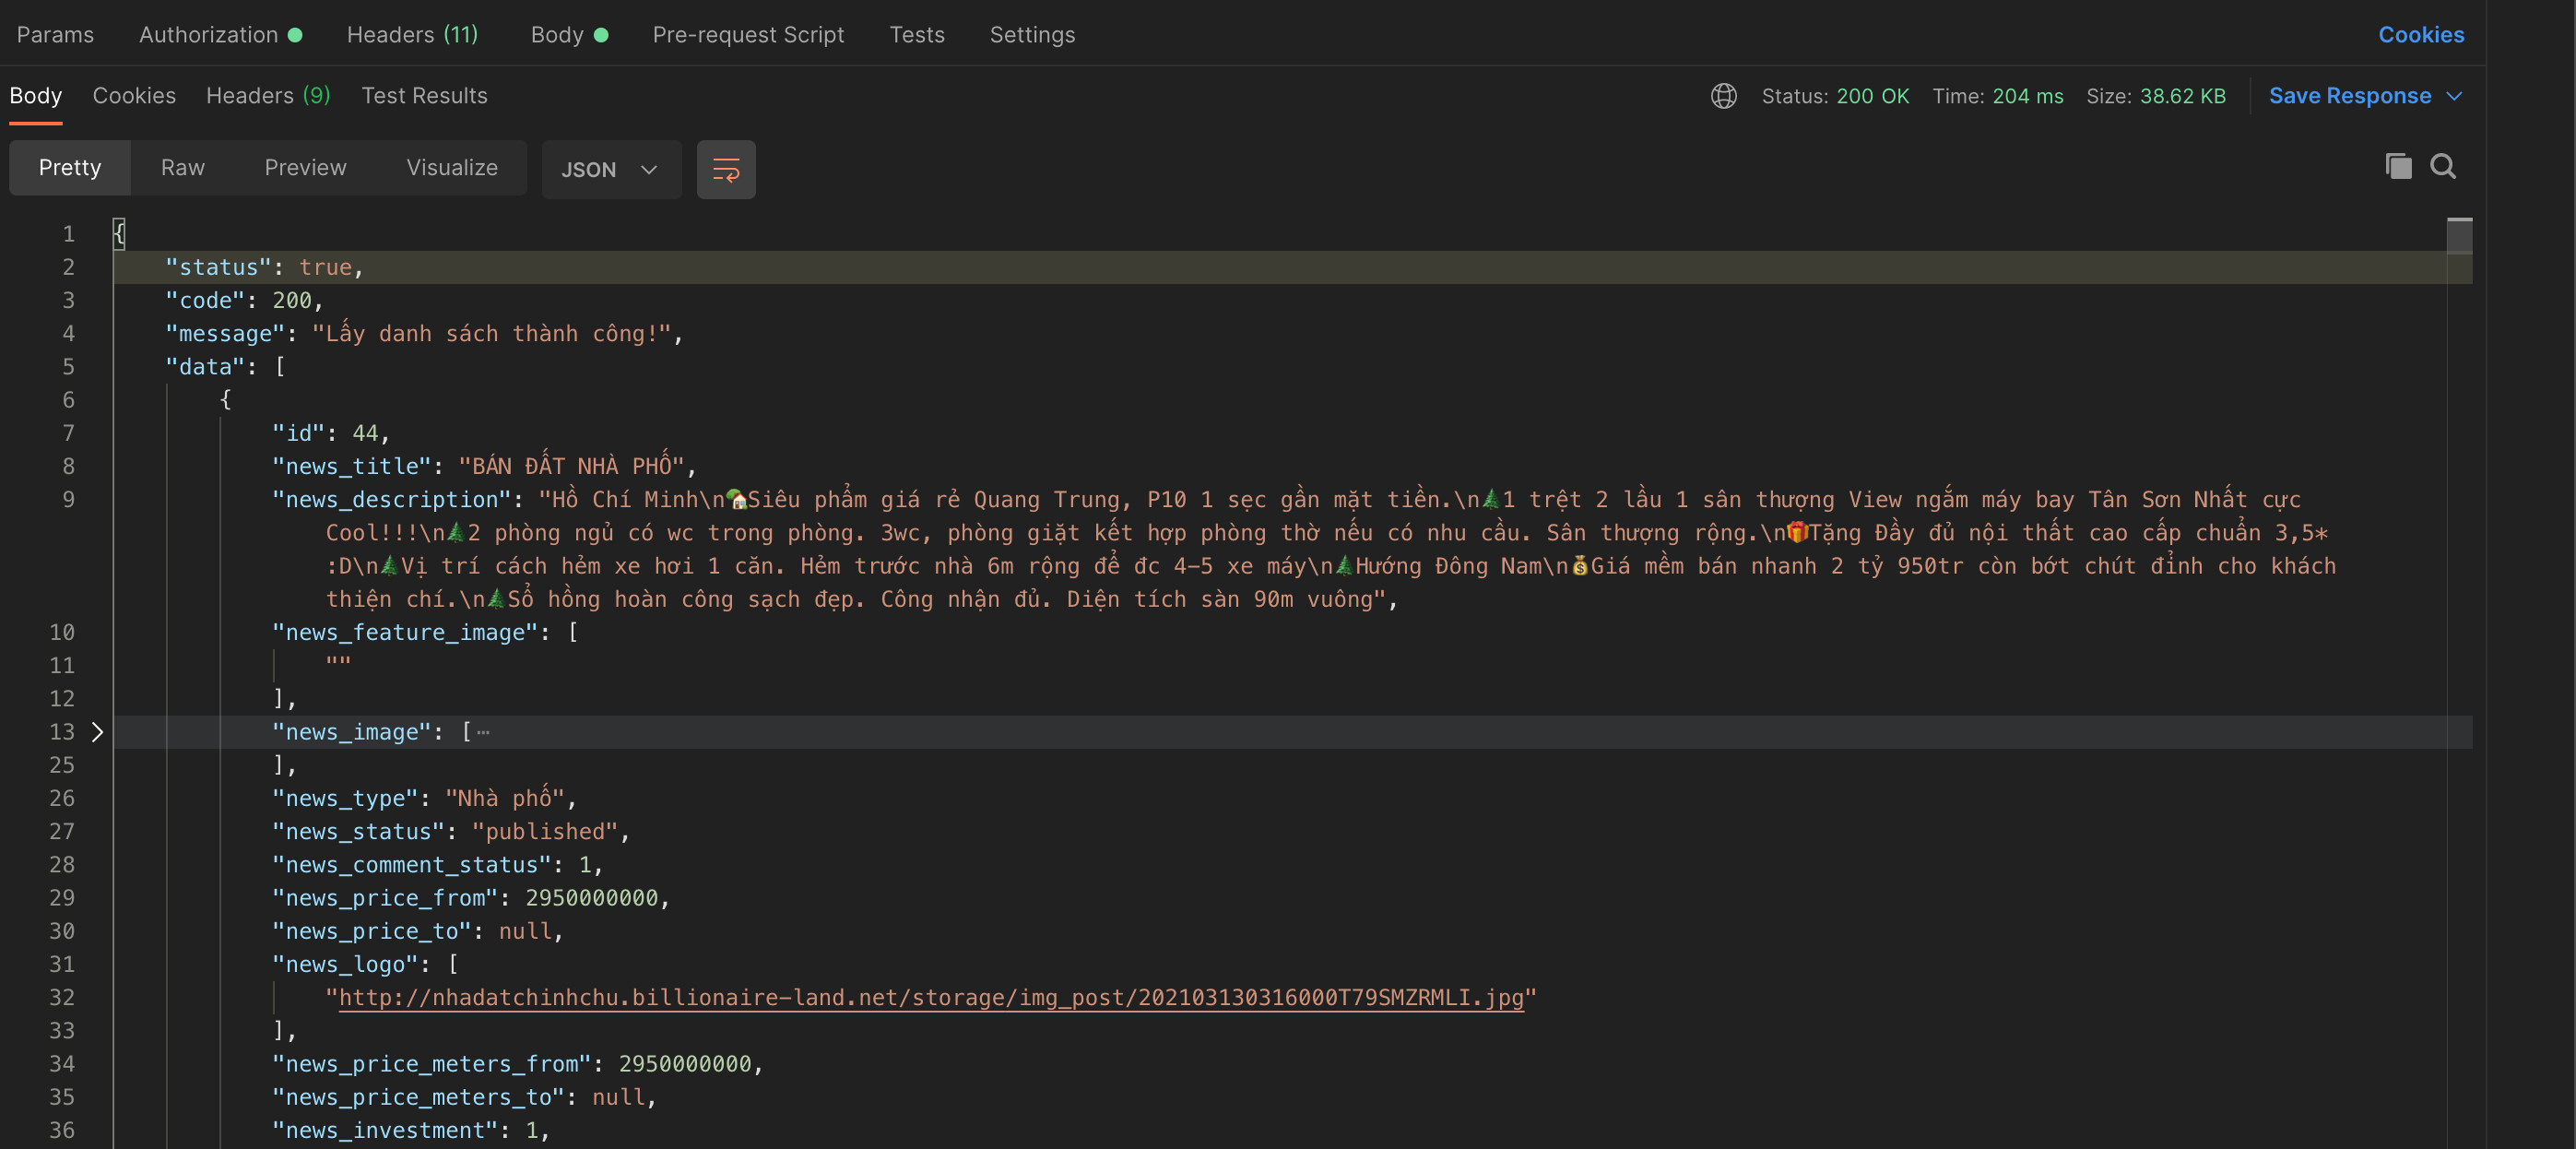 Params Authorization Headers (11) Body Pre-request Script Tests Settings Cookies
Body Cookies Headers (9) Test Results Status: 200 OK Time: 204 ms Size: 38.62 KB Save Response
Pretty Raw Preview Visualize JSON
1 {
2 "status": true,
3 "code": 200,
4 "message": "Lấy danh sách thành công!",
5 "data": [
6 {
7 "id": 44,
8 "news_title": "BÁN ĐẤT NHÀ PHỐ",
9 "news_description": "Hồ Chí Minh\n🏡Siêu phẩm giá rẻ Quang Trung, P10 1 sẹc gần mặt tiền.\n🌲1 trệt 2 lầu 1 sân thượng View ngắm máy bay Tân Sơn Nhất cực
Cool!!!\n🌲2 phòng ngủ có wc trong phòng. 3wc, phòng giặt kết hợp phòng thờ nếu có nhu cầu. Sân thượng rộng.\n🎁Tặng Đầy đủ nội thất cao cấp chuẩn 3,5*
:D\n🌲Vị trí cách hẻm xe hơi 1 căn. Hẻm trước nhà 6m rộng để đc 4-5 xe máy\n🌲Hướng Đông Nam\n💰Giá mềm bán nhanh 2 tỷ 950tr còn bớt chút đỉnh cho khách
thiện chí.\n🌲Sổ hồng hoàn công sạch đẹp. Công nhận đủ. Diện tích sàn 90m vuông",
10 "news_feature_image": [
11 ""
12 ],
13 "news_image": [ ⋯
25 ],
26 "news_type": "Nhà phố",
27 "news_status": "published",
28 "news_comment_status": 1,
29 "news_price_from": 2950000000,
30 "news_price_to": null,
31 "news_logo": [
32 "http://nhadatchinhchu.billionaire-land.net/storage/img_post/202103130316000T79SMZRMLI.jpg"
33 ],
34 "news_price_meters_from": 2950000000,
35 "news_price_meters_to": null,
36 "news_investment": 1,